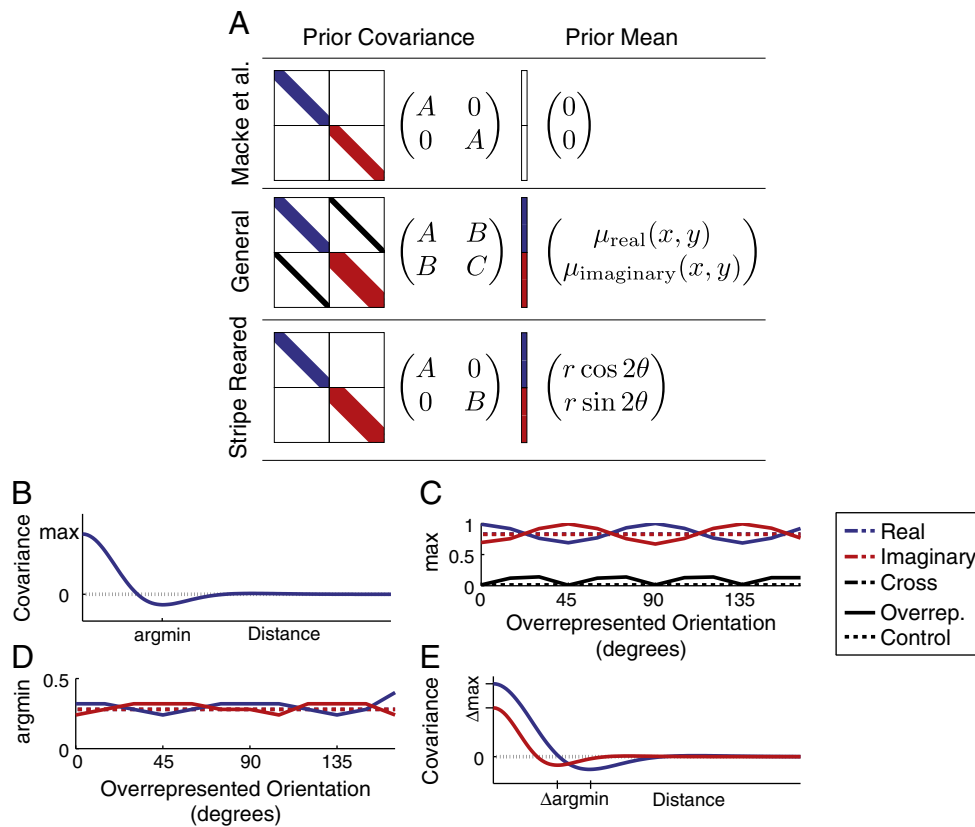 A
Prior Covariance
Prior Mean
Macke et al.
A 0
0 A
0
0
General
A B
B C
μreal(x, y)
μimaginary(x, y)
Stripe Reared
A 0
0 B
r cos 2θ
r sin 2θ
B
Covariance
max
0
argmin
Distance
C
max
1
0.5
0
0
45
90
135
Overrepresented Orientation
(degrees)
Real
Imaginary
Cross
Overrep.
Control
D
argmin
0.5
0
0
45
90
135
Overrepresented Orientation
(degrees)
E
Covariance
Δmax
0
Δargmin
Distance